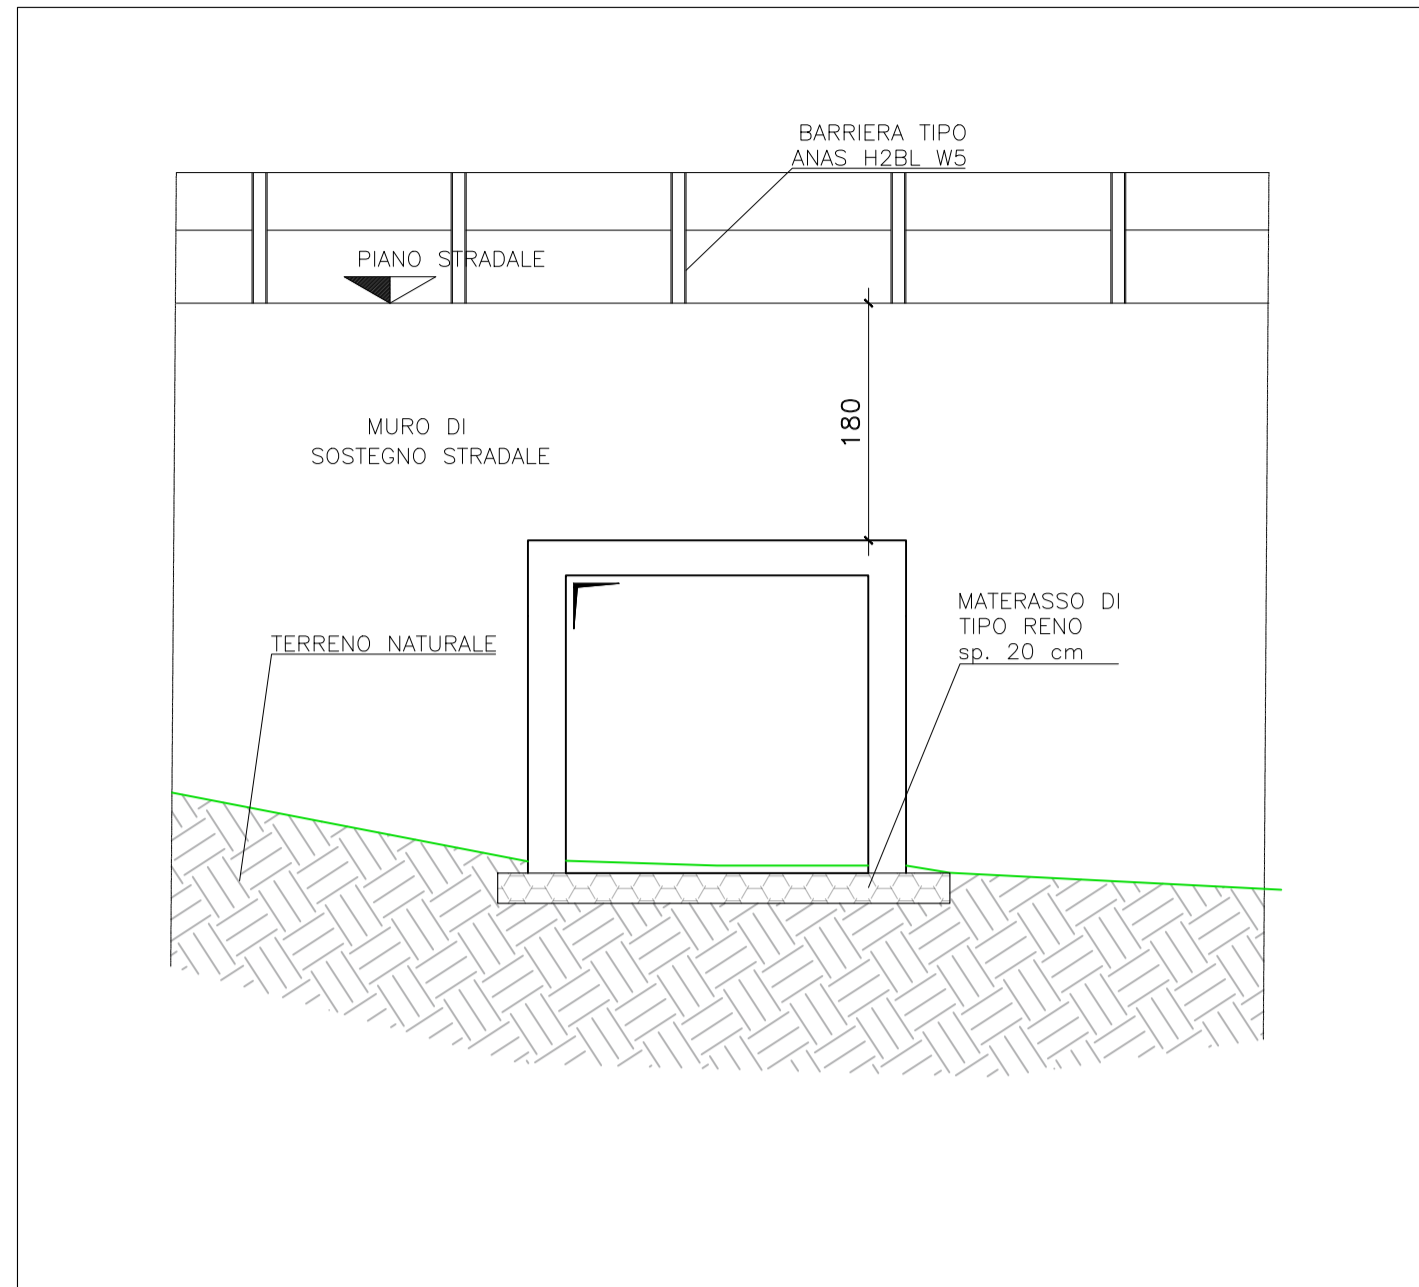 BARRIERA TIPO
ANAS H2BL W5
PIANO STRADALE
180
MURO DI
SOSTEGNO STRADALE
MATERASSO DI
TIPO RENO
sp. 20 cm
TERRENO NATURALE